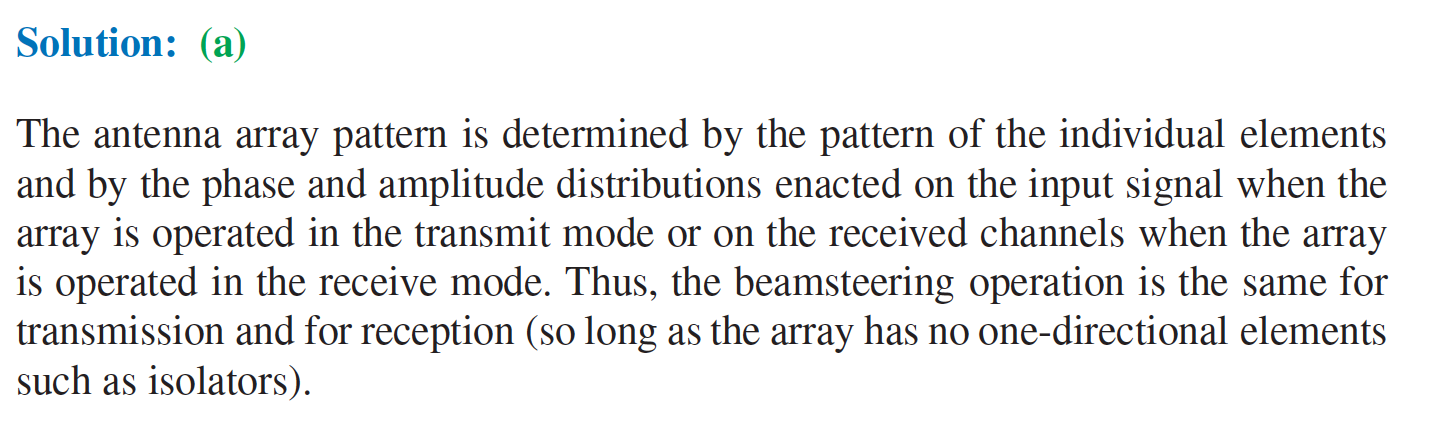 Solution: (a)
The antenna array pattern is determined by the pattern of the individual elements
and by the phase and amplitude distributions enacted on the input signal when the
array is operated in the transmit mode or on the received channels when the array
is operated in the receive mode. Thus, the beamsteering operation is the same for
transmission and for reception (so long as the array has no one-directional elements
such as isolators).